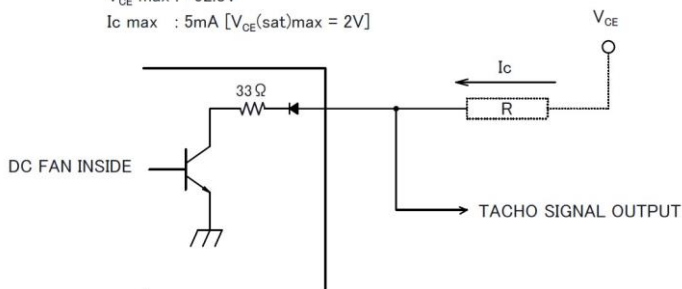 Ic max : 5mA [VCE(sat)max = 2V]
VCE
Ic
33Ω
R
DC FAN INSIDE
TACHO SIGNAL OUTPUT